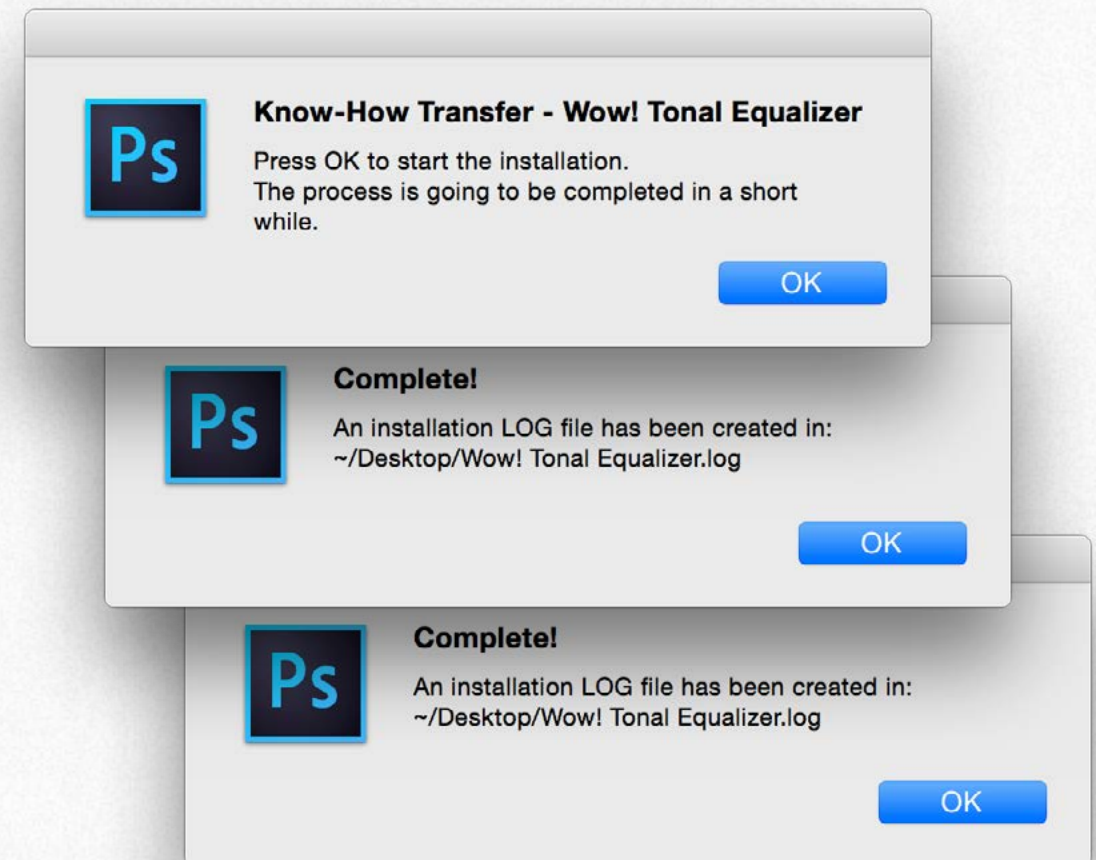 Know-How Transfer - Wow! Tonal Equalizer
Ps
Press OK to start the installation.
The process is going to be completed in a short
while.
OK
Complete!
Ps
An installation LOG file has been created in:
~/Desktop/Wow! Tonal Equalizer.log
OK
Complete!
Ps
An installation LOG file has been created in:
~/Desktop/Wow! Tonal Equalizer.log
OK